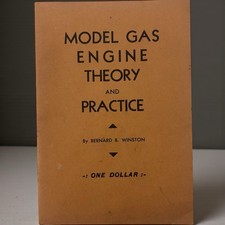 MODEL GAS
ENGINE
THEORY
AND
PRACTICE
By BERNARD B. WINSTON
-: ONE DOLLAR :-